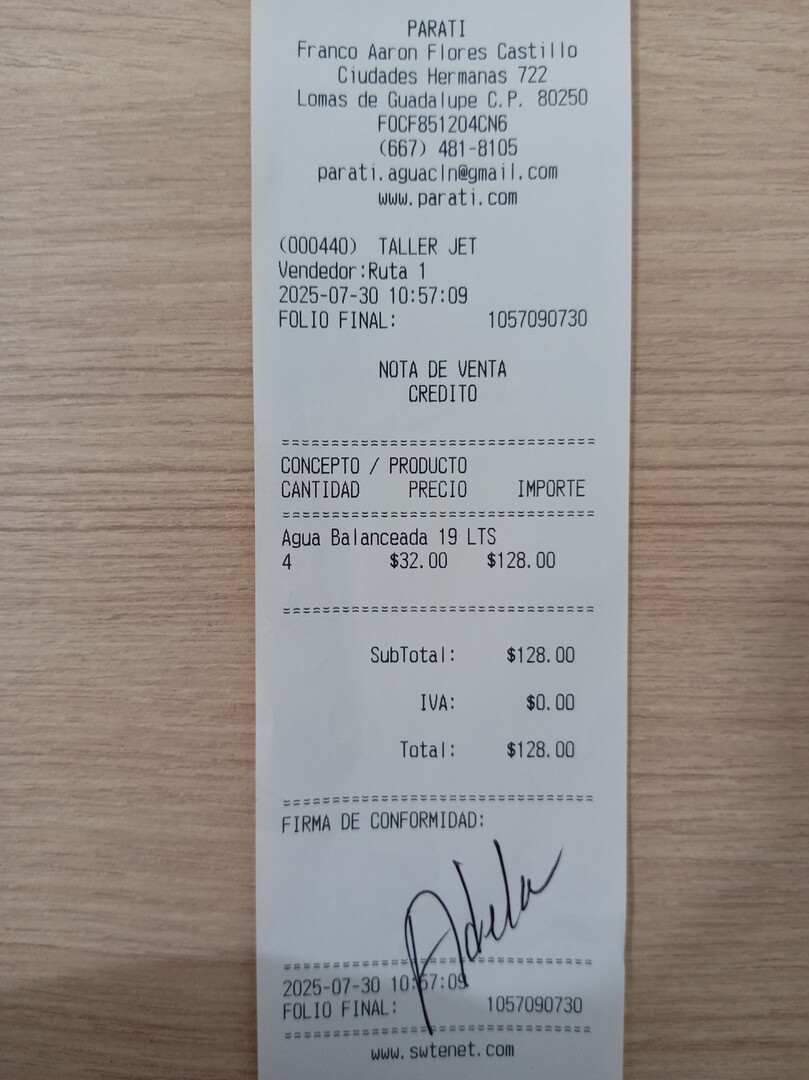 PARATI
Franco Aaron Flores Castillo
Ciudades Hermanas 722
Lomas de Guadalupe C.P. 80250
FOCF851204CN6
(667) 481-8105
parati.aguacln@gmail.com
www.parati.com
(000440) TALLER JET
Vendedor:Ruta 1
2025-07-30 10:57:09
FOLIO FINAL: 1057090730
NOTA DE VENTA
CREDITO
================================
CONCEPTO / PRODUCTO
CANTIDAD PRECIO IMPORTE
================================
Agua Balanceada 19 LTS
4 $32.00 $128.00
================================
SubTotal: $128.00
IVA: $0.00
Total: $128.00
================================
FIRMA DE CONFORMIDAD:
Adela
================================
2025-07-30 10:57:09
FOLIO FINAL: 1057090730
================================
www.swtenet.com